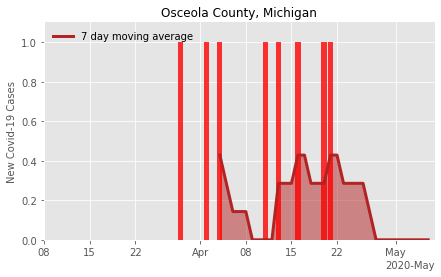 Osceola County, Michigan
7 day moving average
New Covid-19 Cases
1.0
0.8
0.6
0.4
0.2
0.0
08 15 22 Apr 08 15 22 May
2020-May